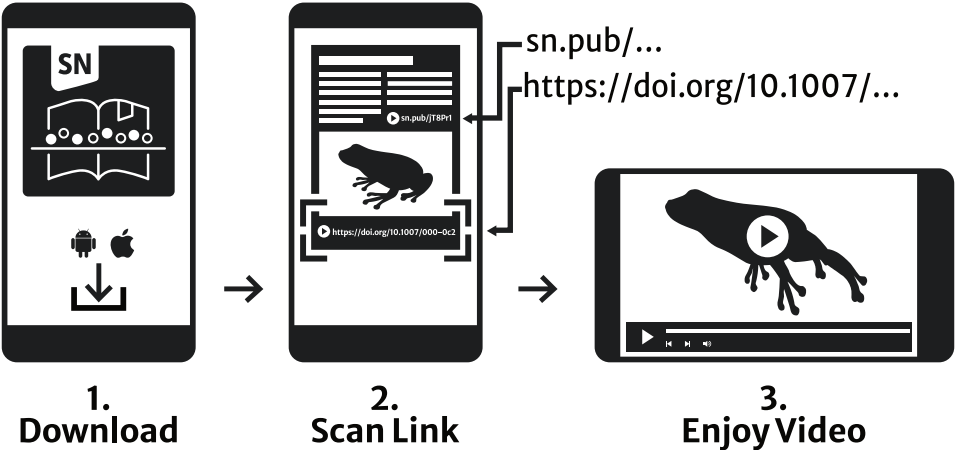 SN
sn.pub/jT8Pr1
https://doi.org/10.1007/000-0c2
sn.pub/...
https://doi.org/10.1007/...
1.
Download
2.
Scan Link
3.
Enjoy Video